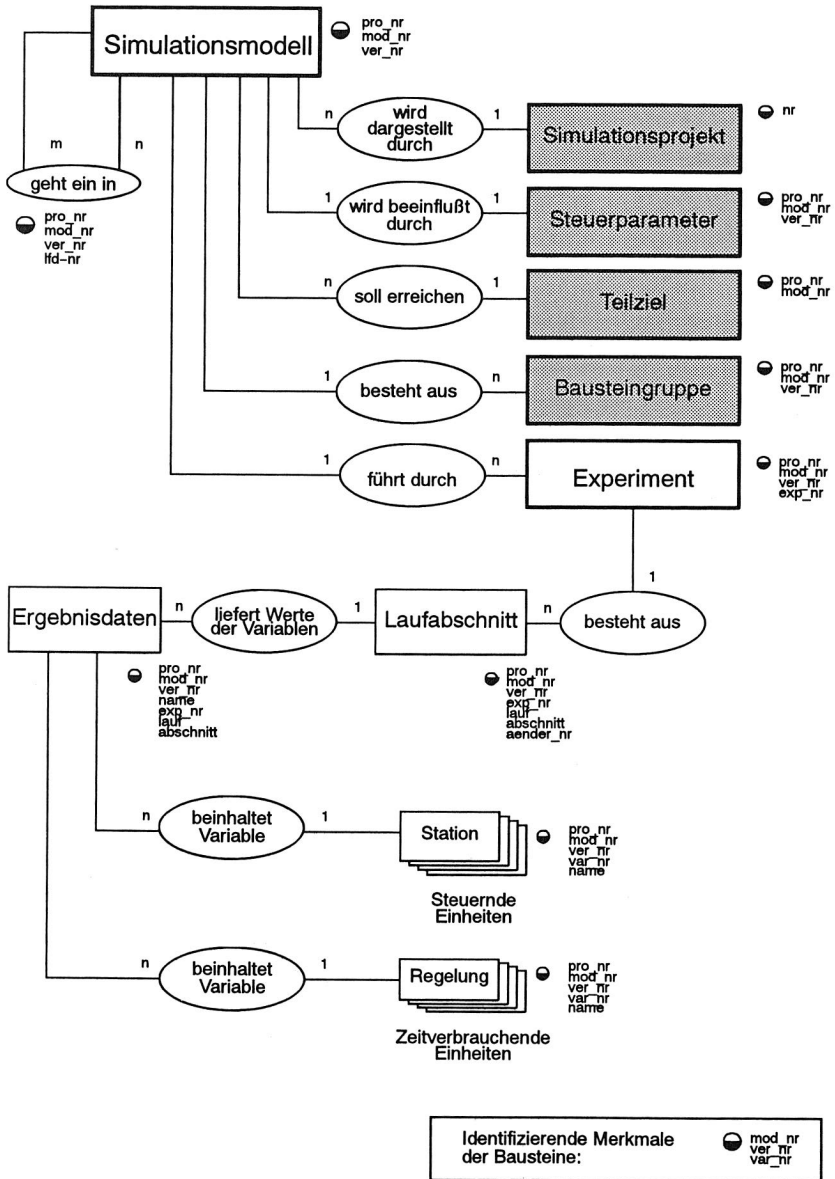 Simulationsmodell
pro_nr
mod_nr
ver_nr
m
n
geht ein in
pro_nr
mod_nr
ver_nr
lfd-nr
n
wird
dargestellt
durch
1
Simulationsprojekt
nr
1
wird beeinflußt
durch
1
Steuerparameter
pro_nr
mod_nr
ver_nr
n
soll erreichen
1
Teilziel
pro_nr
mod_nr
1
besteht aus
n
Bausteingruppe
pro_nr
mod_nr
ver_nr
1
führt durch
n
Experiment
pro_nr
mod_nr
ver_nr
exp_nr
1
Ergebnisdaten
n
liefert Werte
der Variablen
1
Laufabschnitt
n
besteht aus
pro_nr
mod_nr
ver_nr
name
exp_nr
lauf
abschnitt
pro_nr
mod_nr
ver_nr
exp_nr
lauf
abschnitt
aender_nr
n
beinhaltet
Variable
1
Station
pro_nr
mod_nr
ver_nr
var_nr
name
Steuernde
Einheiten
n
beinhaltet
Variable
1
Regelung
pro_nr
mod_nr
ver_nr
var_nr
name
Zeitverbrauchende
Einheiten
Identifizierende Merkmale
der Bausteine:
mod_nr
ver_nr
var_nr